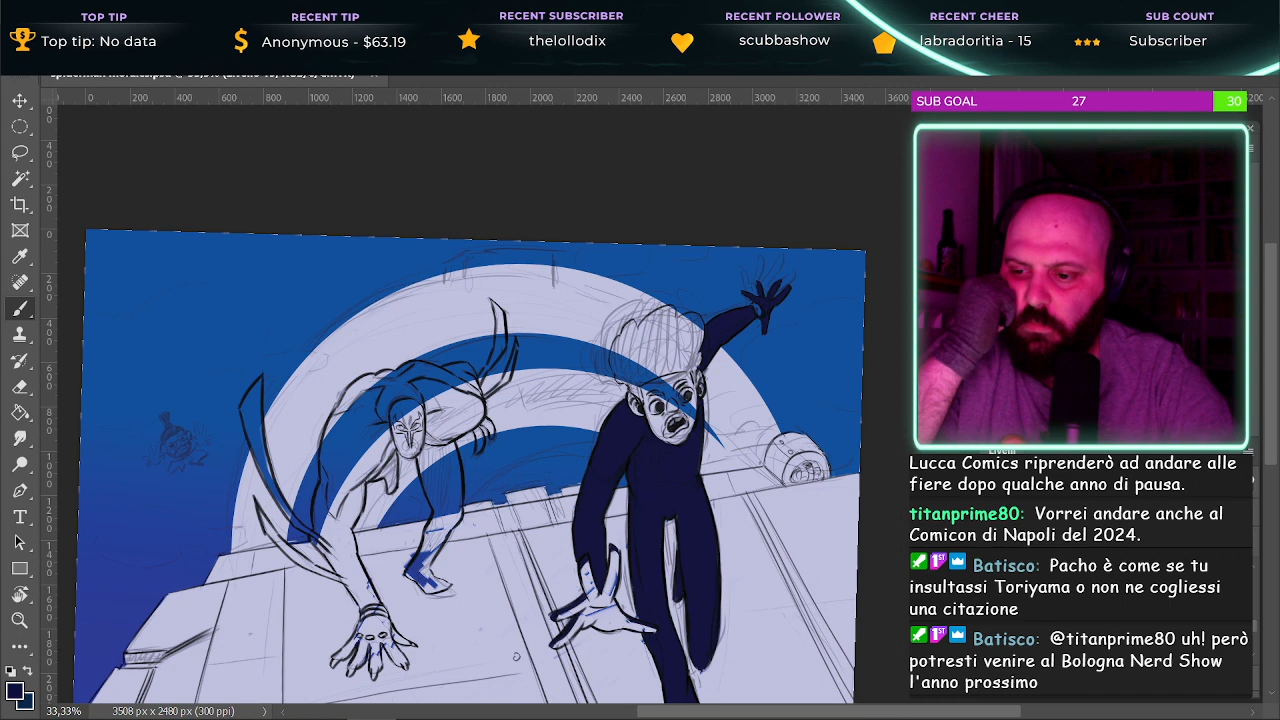 TOP TIP
Top tip: No data
RECENT TIP
Anonymous - $63.19
RECENT SUBSCRIBER
thelollodix
RECENT FOLLOWER
scubbashow
RECENT CHEER
labradoritia - 15
SUB COUNT
Subscriber
0 200 400 600 800 1000 1200 1400 1600 1800 2000 2200 2400 2600 2800 3000 3200 3400 3600
SUB GOAL 27 30
Lucca Comics riprenderò ad andare alle
fiere dopo qualche anno di pausa.
titanprime80: Vorrei andare anche al
Comicon di Napoli del 2024.
1ST Batisco: Pacho è come se tu
insultassi Toriyama o non ne cogliessi
una citazione
1ST Batisco: @titanprime80 uh! però
potresti venire al Bologna Nerd Show
l'anno prossimo
33,33% 3508 px x 2480 px (300 ppi)